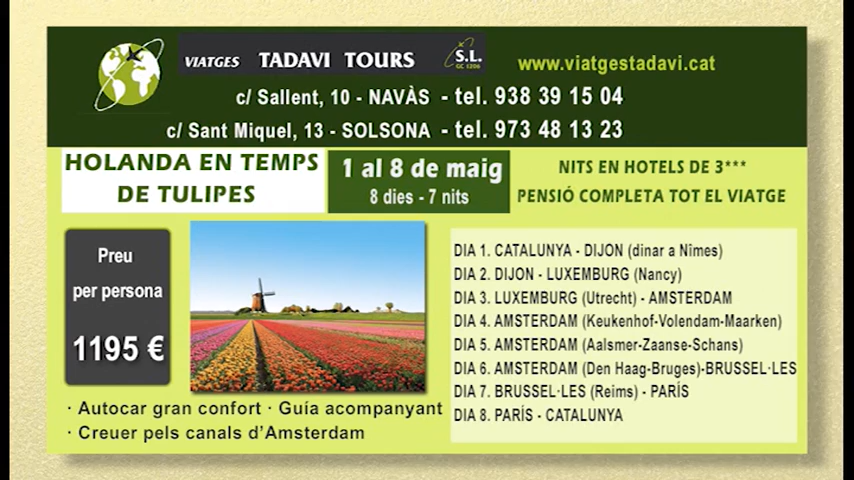 VIATGES TADAVI TOURS S.L.
GC 1206
www.viatgestadavi.cat
c/ Sallent, 10 - NAVÀS - tel. 938 39 15 04
c/ Sant Miquel, 13 - SOLSONA - tel. 973 48 13 23
HOLANDA EN TEMPS
DE TULIPES
1 al 8 de maig
8 dies - 7 nits
NITS EN HOTELS DE 3***
PENSIÓ COMPLETA TOT EL VIATGE
Preu
per persona
1195 €
DIA 1. CATALUNYA - DIJON (dinar a Nîmes)
DIA 2. DIJON - LUXEMBURG (Nancy)
DIA 3. LUXEMBURG (Utrecht) - AMSTERDAM
DIA 4. AMSTERDAM (Keukenhof-Volendam-Maarken)
DIA 5. AMSTERDAM (Aalsmer-Zaanse-Schans)
DIA 6. AMSTERDAM (Den Haag-Bruges)-BRUSSEL·LES
DIA 7. BRUSSEL·LES (Reims) - PARÍS
DIA 8. PARÍS - CATALUNYA
· Autocar gran confort · Guía acompanyant
· Creuer pels canals d'Amsterdam